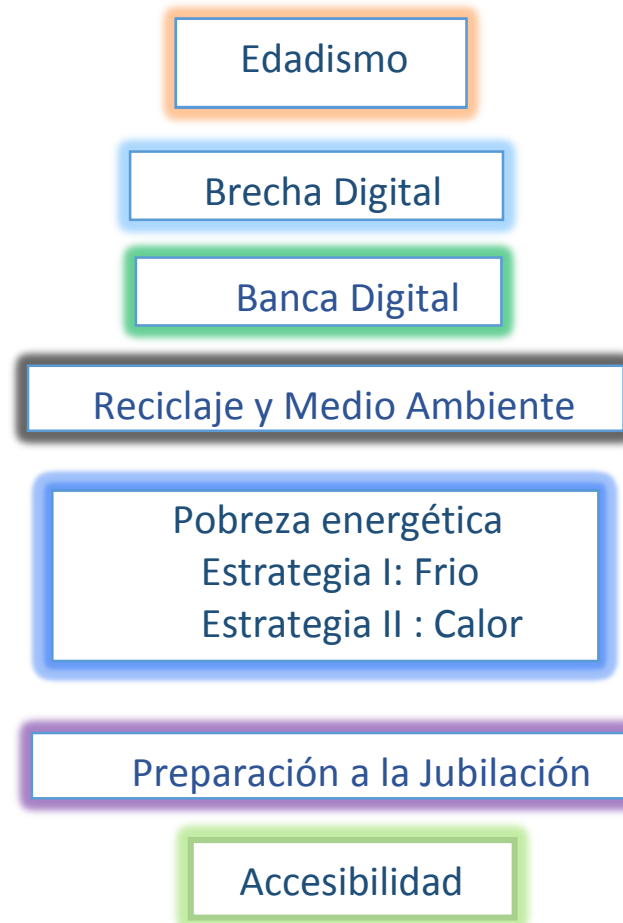 Edadismo
Brecha Digital
Banca Digital
Reciclaje y Medio Ambiente
Pobreza energética
Estrategia I: Frio
Estrategia II : Calor
Preparación a la Jubilación
Accesibilidad